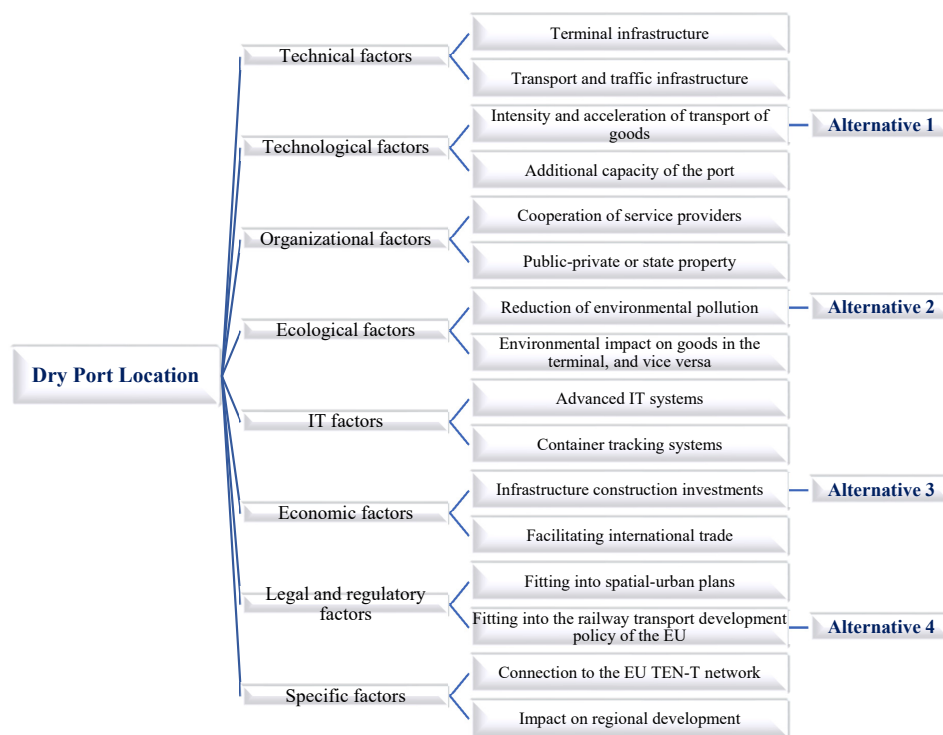 Dry Port Location
Technical factors
Terminal infrastructure
Transport and traffic infrastructure
Technological factors
Intensity and acceleration of transport of
goods
Alternative 1
Additional capacity of the port
Organizational factors
Cooperation of service providers
Public-private or state property
Ecological factors
Reduction of environmental pollution
Alternative 2
Environmental impact on goods in the
terminal, and vice versa
IT factors
Advanced IT systems
Container tracking systems
Economic factors
Infrastructure construction investments
Alternative 3
Facilitating international trade
Legal and regulatory
factors
Fitting into spatial-urban plans
Fitting into the railway transport development
policy of the EU
Alternative 4
Specific factors
Connection to the EU TEN-T network
Impact on regional development